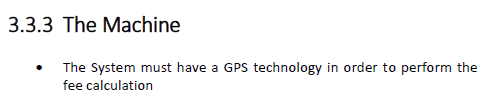 3.3.3 The Machine
• The System must have a GPS technology in order to perform the
fee calculation